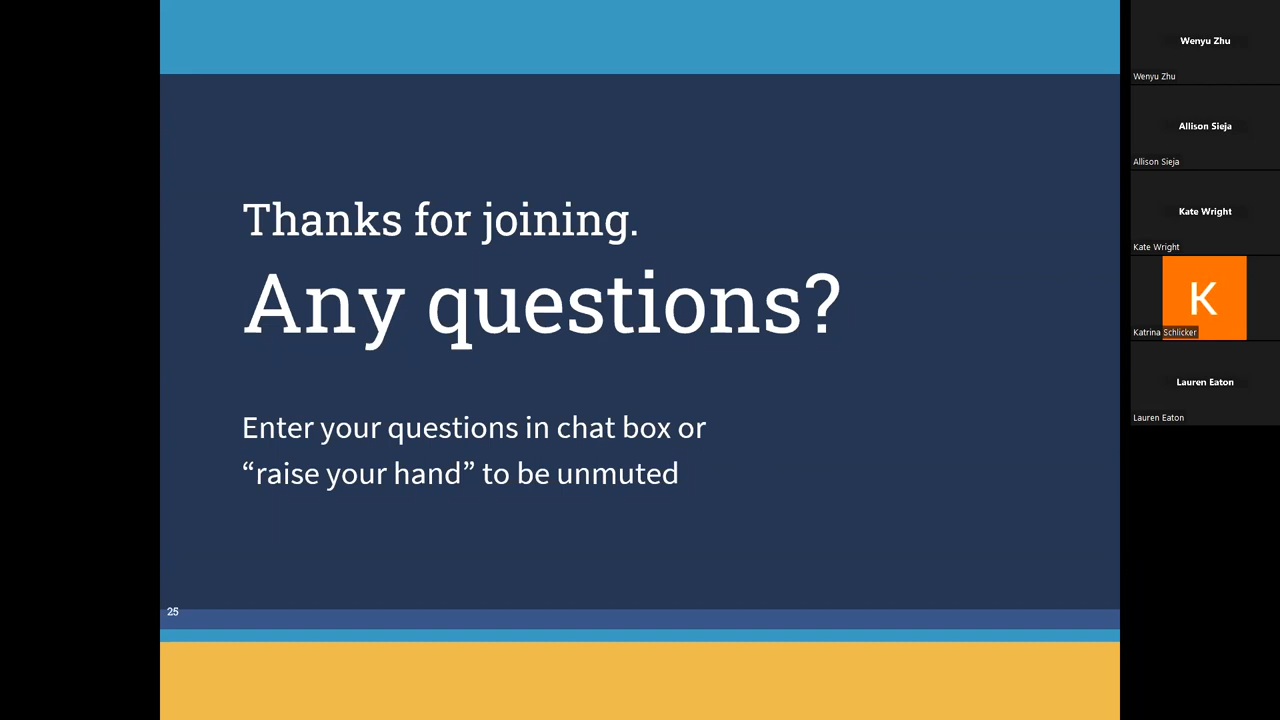 Thanks for joining.
Any questions?
Enter your questions in chat box or
“raise your hand” to be unmuted
25
Wenyu Zhu
Wenyu Zhu
Allison Sieja
Allison Sieja
Kate Wright
Kate Wright
K
Katrina Schlicker
Lauren Eaton
Lauren Eaton